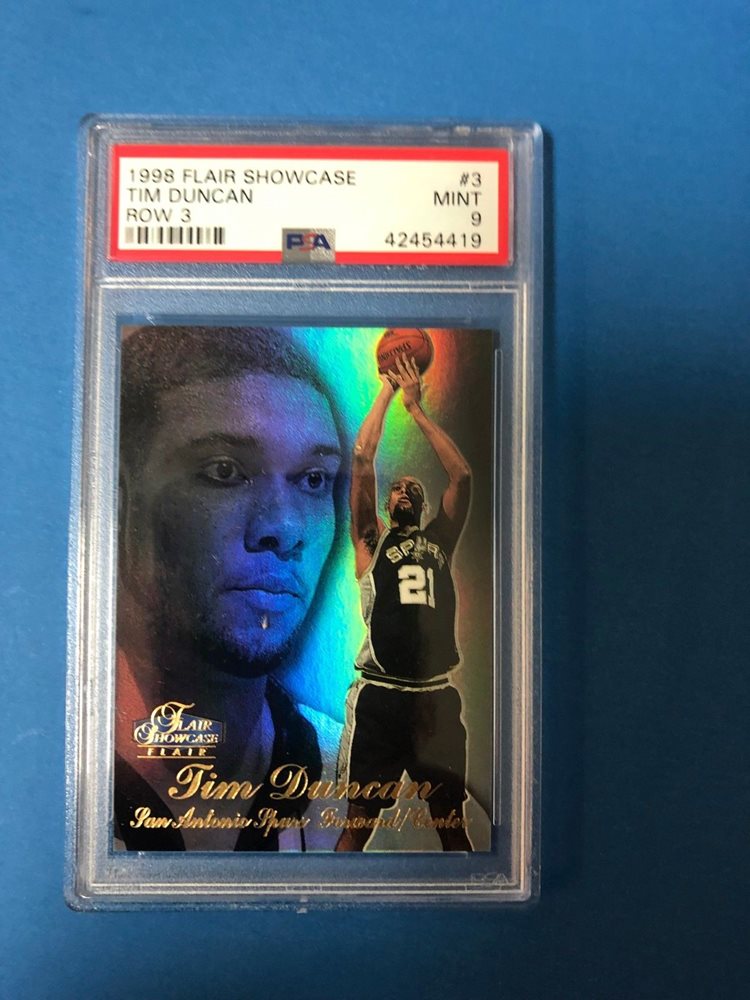 1998 FLAIR SHOWCASE #3
TIM DUNCAN MINT
ROW 3 9
PSA 42454419
SPURS
21
FLAIR
SHOWCASE
FLAIR
Tim Duncan
San Antonio Spurs Forward/Center
PSA